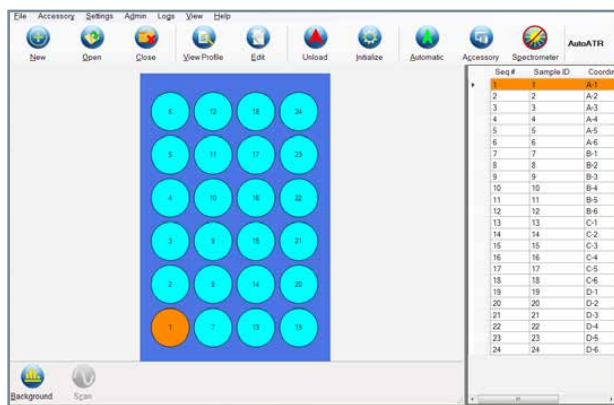 File Accessory Settings Admin Logs View Help
New Open Close View Profile Edit Unload Initialize Automatic Accessory Spectrometer AutoATR
6 12 18 24
5 11 17 23
4 10 16 22
3 9 15 21
2 8 14 20
1 7 13 19
Background Scan
Seq # Sample ID Coordin
1 1 A-1
2 2 A-2
3 3 A-3
4 4 A-4
5 5 A-5
6 6 A-6
7 7 B-1
8 8 B-2
9 9 B-3
10 10 B-4
11 11 B-5
12 12 B-6
13 13 C-1
14 14 C-2
15 15 C-3
16 16 C-4
17 17 C-5
18 18 C-6
19 19 D-1
20 20 D-2
21 21 D-3
22 22 D-4
23 23 D-5
24 24 D-6